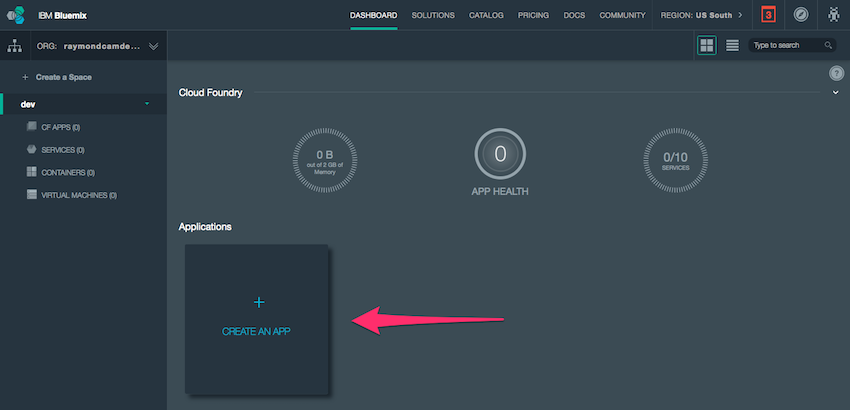 IBM Bluemix
DASHBOARD SOLUTIONS CATALOG PRICING DOCS COMMUNITY REGION: US South 3
ORG: raymondcamde... Type to search
+ Create a Space
dev
CF APPS (0)
SERVICES (0)
CONTAINERS (0)
VIRTUAL MACHINES (0)
?
Cloud Foundry
0 B
out of 2 GB of
Memory
0
APP HEALTH
0/10
SERVICES
Applications
+
CREATE AN APP